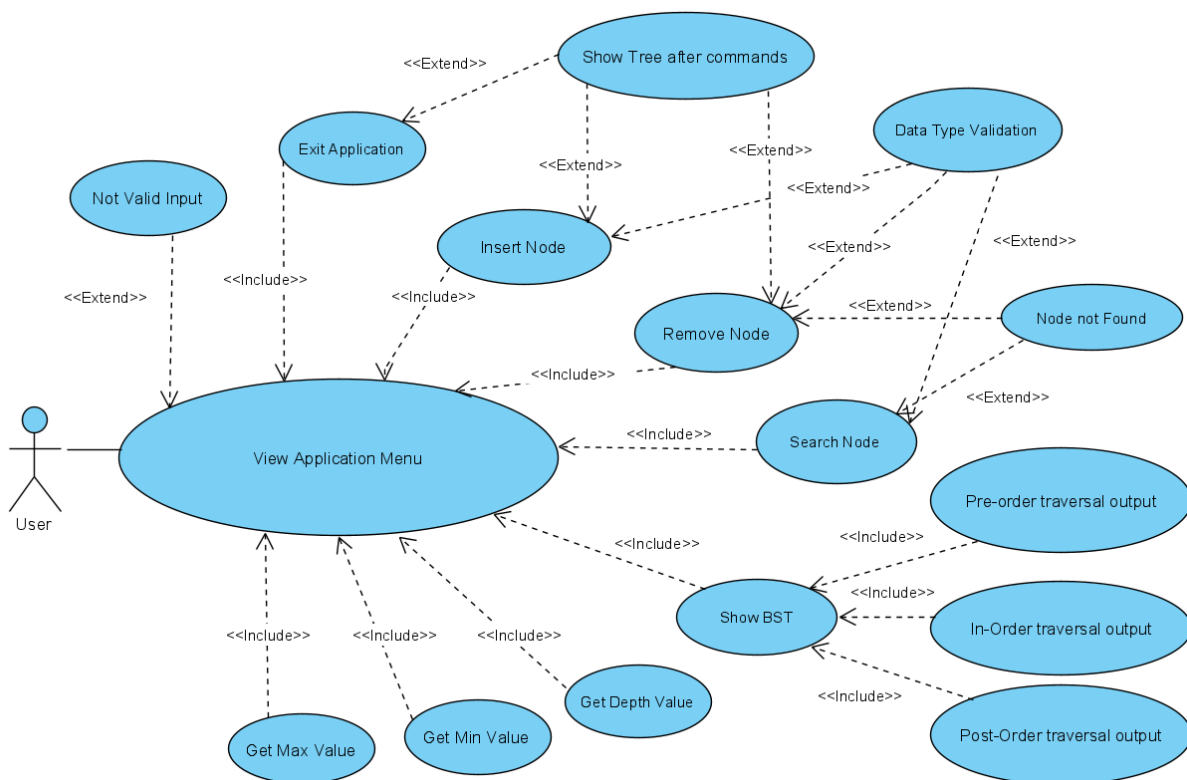 Show Tree after commands
<<Extend>>
Exit Application
Data Type Validation
<<Extend>>
<<Extend>>
Not Valid Input
<<Extend>>
Insert Node
<<Extend>>
<<Extend>>
<<Include>>
<<Include>>
<<Extend>>
<<Extend>>
Node not Found
Remove Node
<<Include>>
<<Extend>>
<<Include>>
Search Node
View Application Menu
User
Pre-order traversal output
<<Include>>
<<Include>>
<<Include>>
Show BST
In-Order traversal output
<<Include>>
<<Include>>
<<Include>>
<<Include>>
Get Depth Value
Get Min Value
Get Max Value
Post-Order traversal output